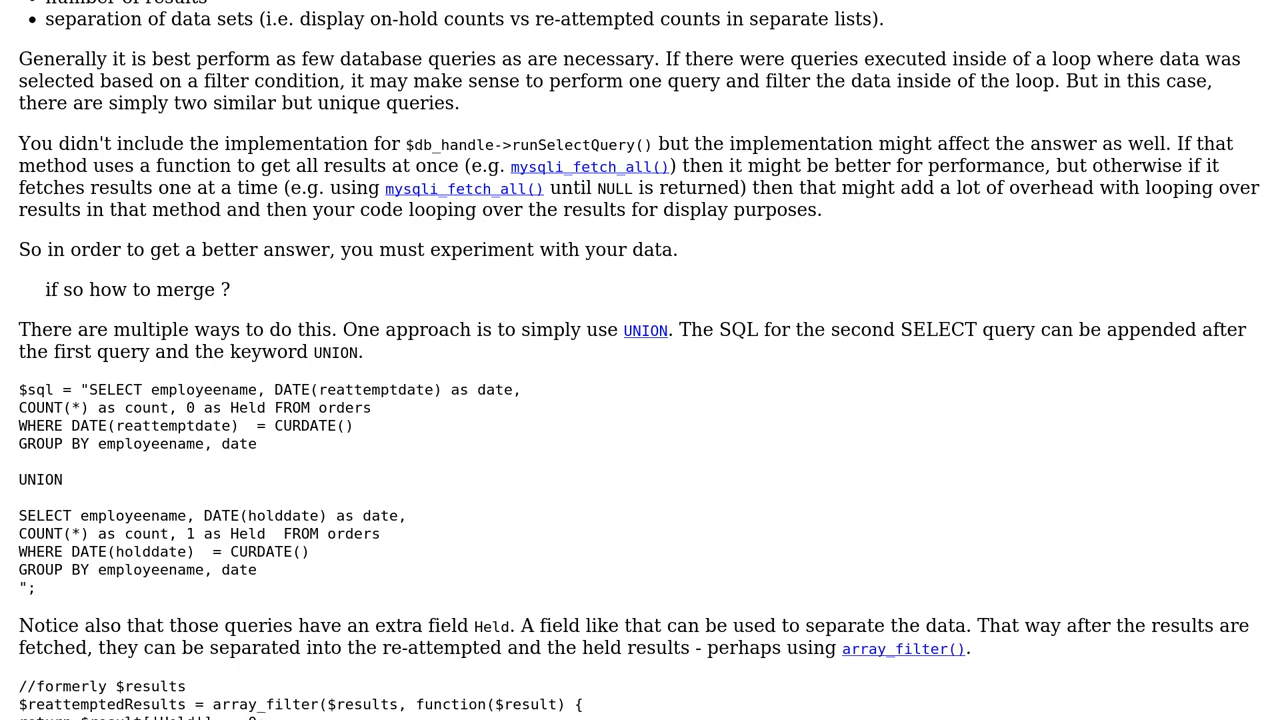 number of results
separation of data sets (i.e. display on-hold counts vs re-attempted counts in separate lists).
Generally it is best perform as few database queries as are necessary. If there were queries executed inside of a loop where data was
selected based on a filter condition, it may make sense to perform one query and filter the data inside of the loop. But in this case,
there are simply two similar but unique queries.
You didn't include the implementation for $db_handle->runSelectQuery() but the implementation might affect the answer as well. If that
method uses a function to get all results at once (e.g. mysqli_fetch_all()) then it might be better for performance, but otherwise if it
fetches results one at a time (e.g. using mysqli_fetch_all() until NULL is returned) then that might add a lot of overhead with looping over
results in that method and then your code looping over the results for display purposes.
So in order to get a better answer, you must experiment with your data.
if so how to merge ?
There are multiple ways to do this. One approach is to simply use UNION. The SQL for the second SELECT query can be appended after
the first query and the keyword UNION.
$sql = "SELECT employeename, DATE(reattemptdate) as date,
COUNT(*) as count, 0 as Held FROM orders
WHERE DATE(reattemptdate)  = CURDATE()
GROUP BY employeename, date
UNION
SELECT employeename, DATE(holddate) as date,
COUNT(*) as count, 1 as Held  FROM orders
WHERE DATE(holddate)  = CURDATE()
GROUP BY employeename, date
";
Notice also that those queries have an extra field Held. A field like that can be used to separate the data. That way after the results are
fetched, they can be separated into the re-attempted and the held results - perhaps using array_filter().
//formerly $results
$reattemptedResults = array_filter($results, function($result) {